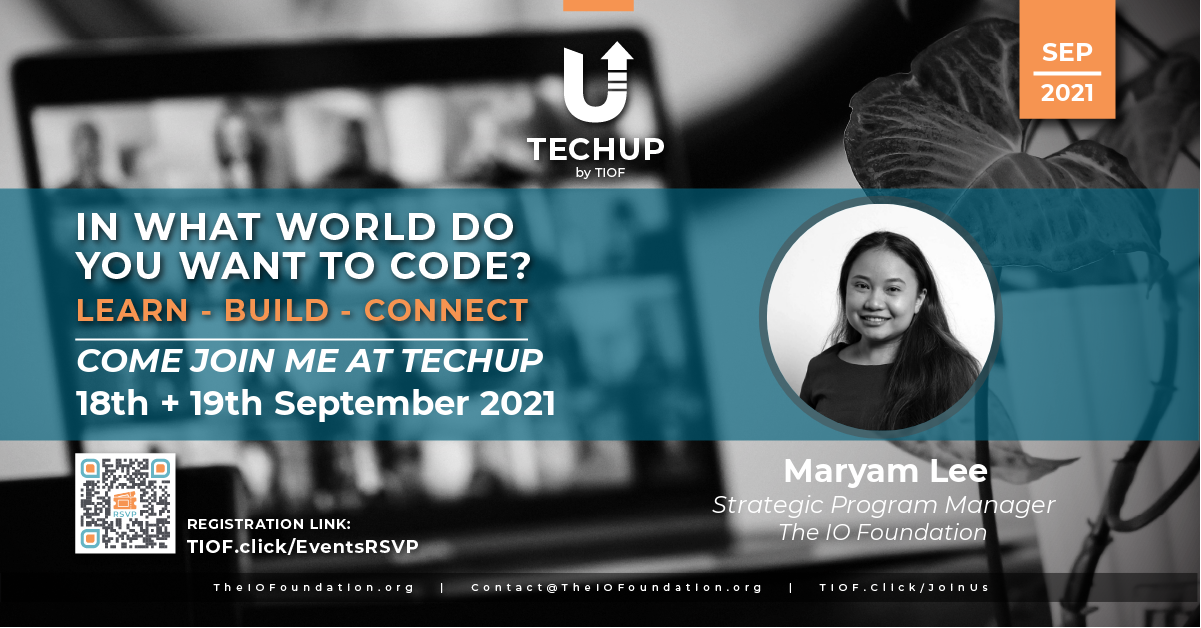 SEP
2021
TECHUP
by TIOF
IN WHAT WORLD DO
YOU WANT TO CODE?
LEARN - BUILD - CONNECT
COME JOIN ME AT TECHUP
18th + 19th September 2021
RSVP
REGISTRATION LINK:
TIOF.click/EventsRSVP
Maryam Lee
Strategic Program Manager
The IO Foundation
TheIOFoundation.org | Contact@TheIOFoundation.org | TIOF.Click/JoinUs